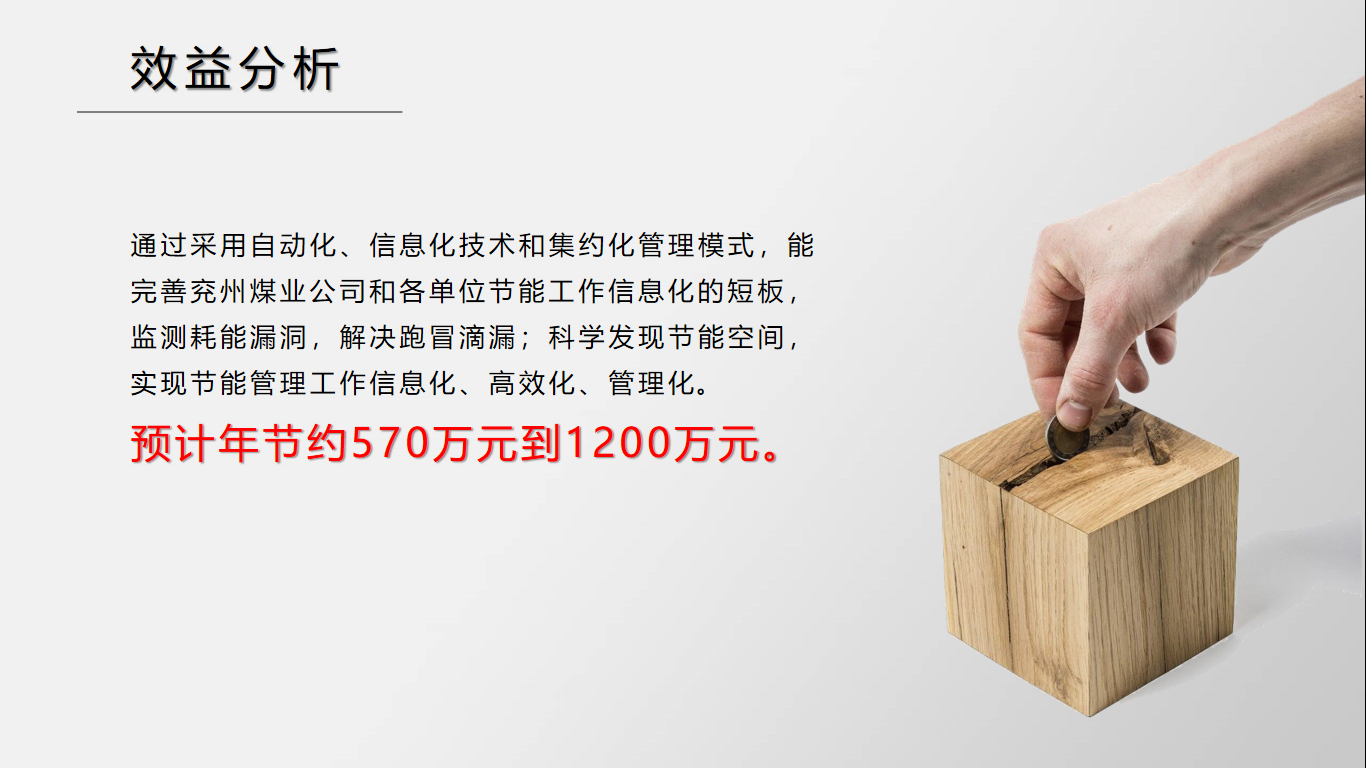 效益分析
通过采用自动化、信息化技术和集约化管理模式，能
完善兖州煤业公司和各单位节能工作信息化的短板，
监测耗能漏洞，解决跑冒滴漏；科学发现节能空间，
实现节能管理工作信息化、高效化、管理化。
预计年节约570万元到1200万元。